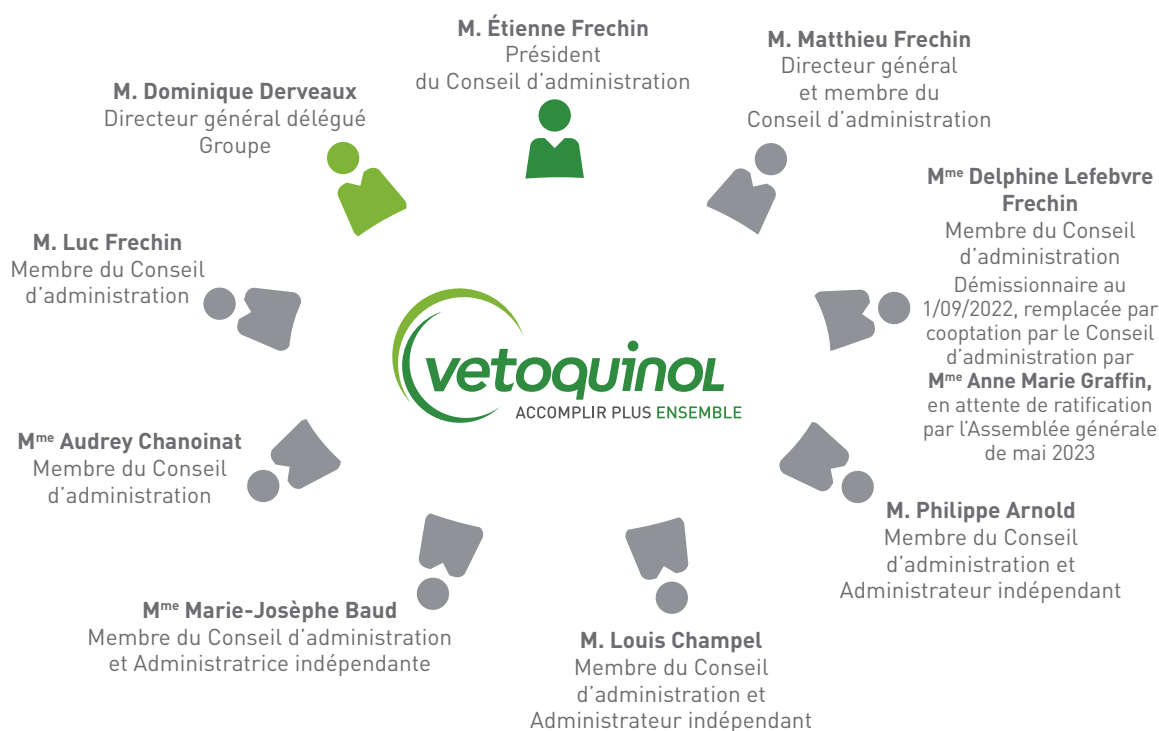 M. Étienne Frechin
Président
du Conseil d'administration
M. Matthieu Frechin
Directeur général
et membre du
Conseil d'administration
M. Dominique Derveaux
Directeur général délégué
Groupe
Mme Delphine Lefebvre
Frechin
Membre du Conseil
d'administration
Démissionnaire au
1/09/2022, remplacée par
cooptation par le Conseil
d'administration par
Mme Anne Marie Graffin,
en attente de ratification
par l'Assemblée générale
de mai 2023
M. Luc Frechin
Membre du Conseil
d'administration
vetoquinol
ACCOMPLIR PLUS ENSEMBLE
Mme Audrey Chanoinat
Membre du Conseil
d'administration
M. Philippe Arnold
Membre du Conseil
d'administration et
Administrateur indépendant
Mme Marie-Josèphe Baud
Membre du Conseil d'administration
et Administratrice indépendante
M. Louis Champel
Membre du Conseil
d'administration et
Administrateur indépendant